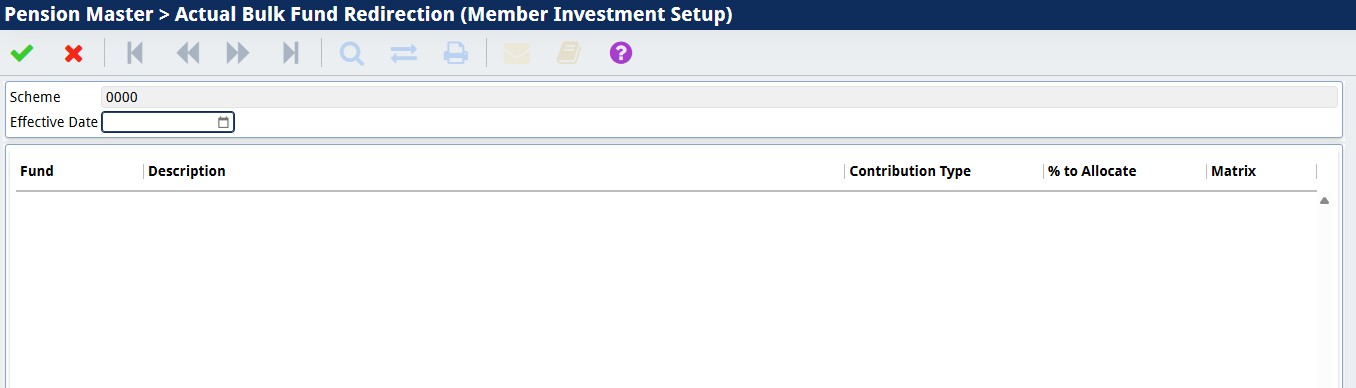 Pension Master > Actual Bulk Fund Redirection (Member Investment Setup)
?
Scheme 0000
Effective Date
Fund Description Contribution Type % to Allocate Matrix